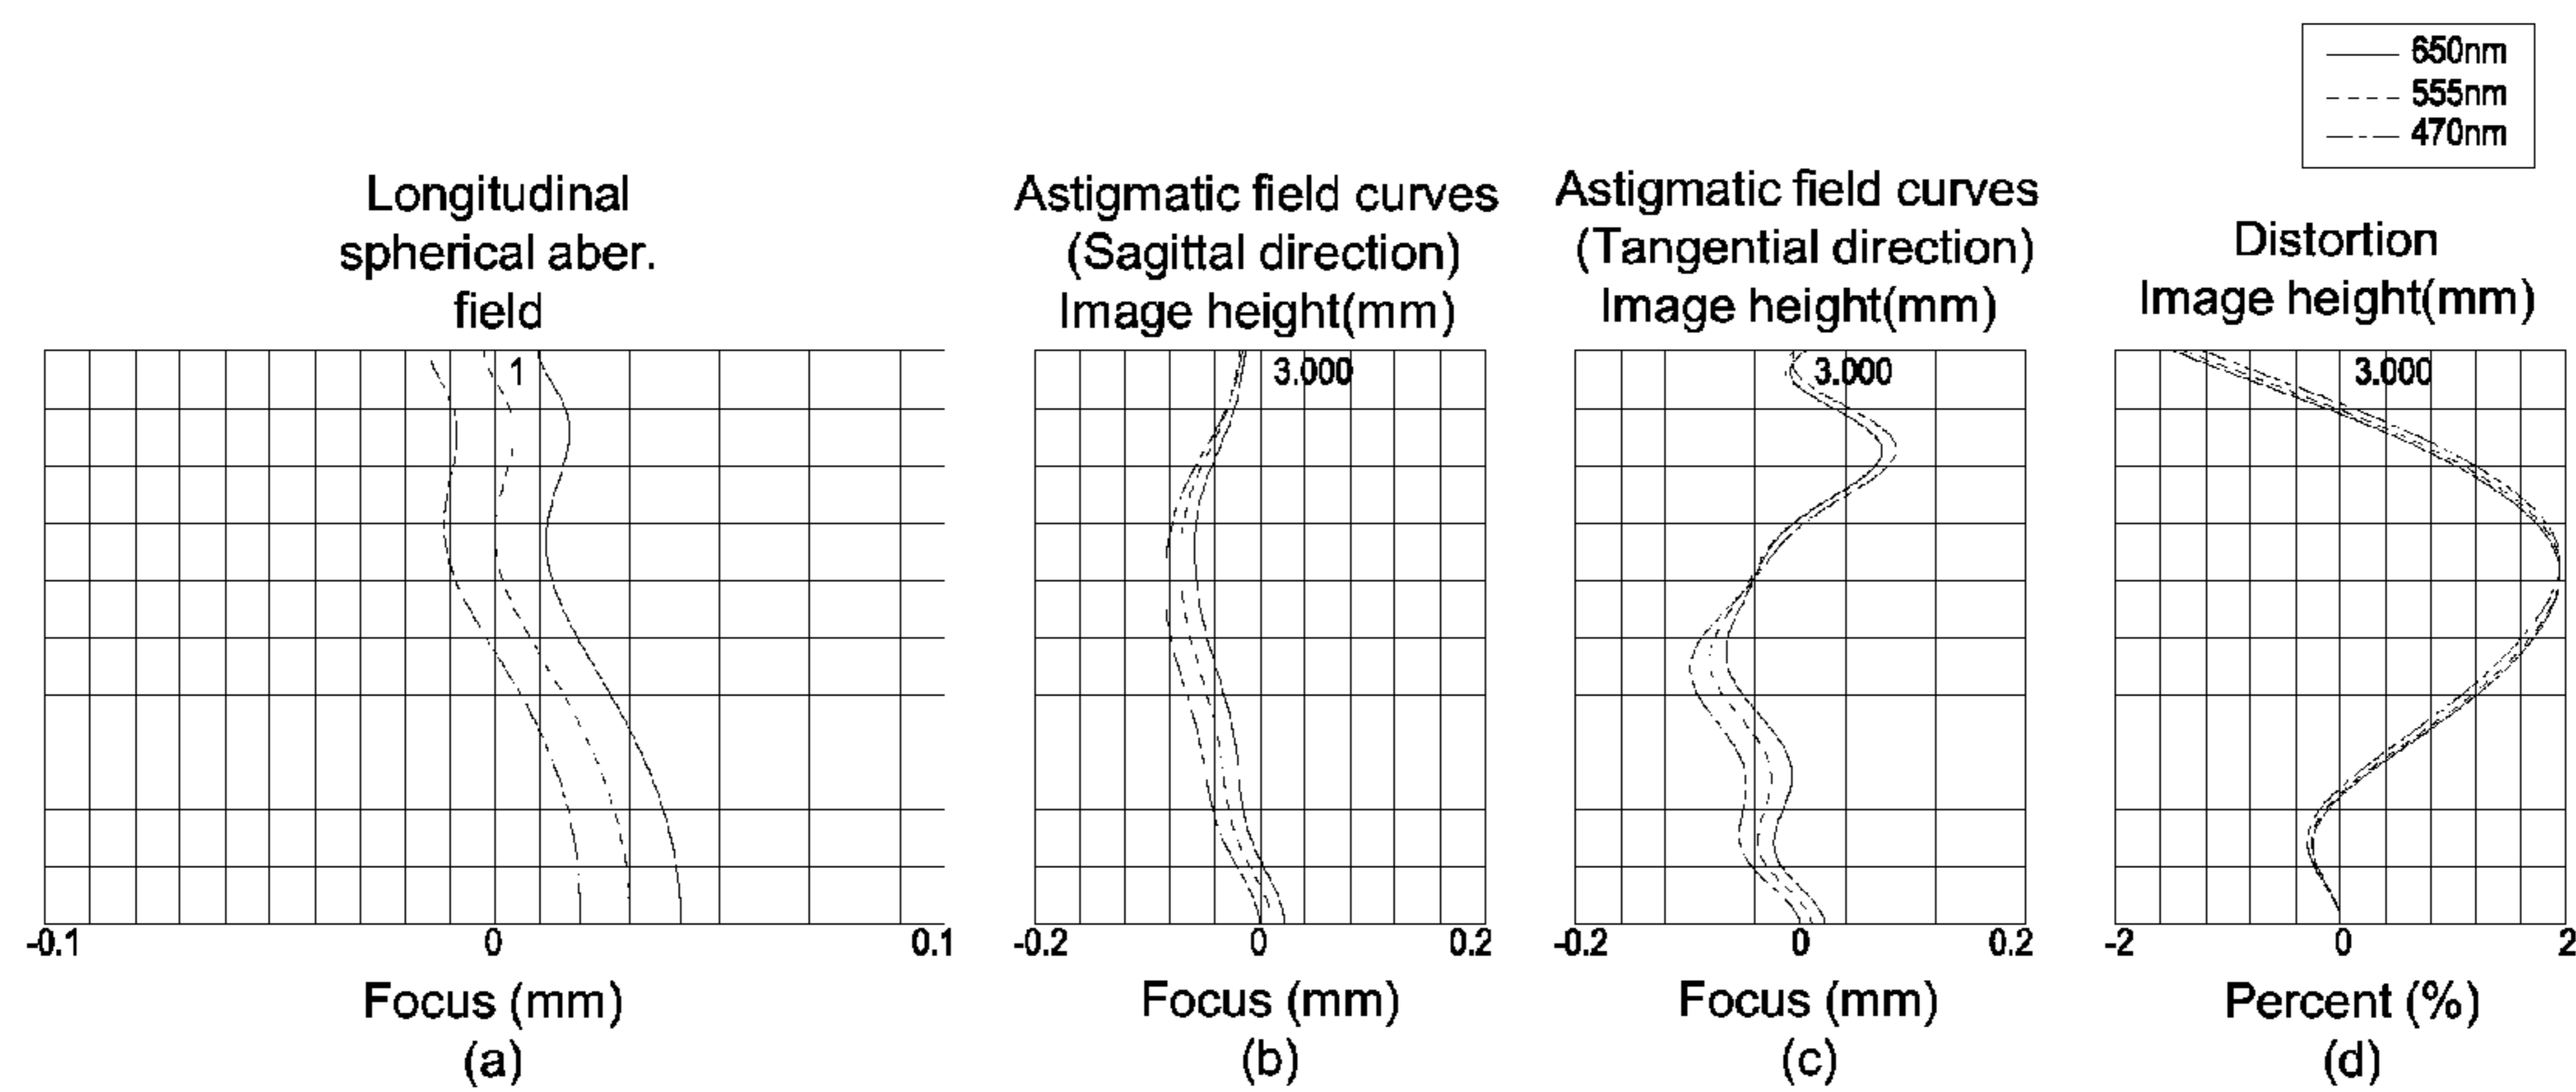 650nm
555nm
470nm
Longitudinal
spherical aber.
field
1
-0.1
0
0.1
Focus (mm)
(a)
Astigmatic field curves
(Sagittal direction)
Image height(mm)
3.000
-0.2
0
0.2
Focus (mm)
(b)
Astigmatic field curves
(Tangential direction)
Image height(mm)
3.000
-0.2
0
0.2
Focus (mm)
(c)
Distortion
Image height(mm)
3.000
-2
0
2
Percent (%)
(d)